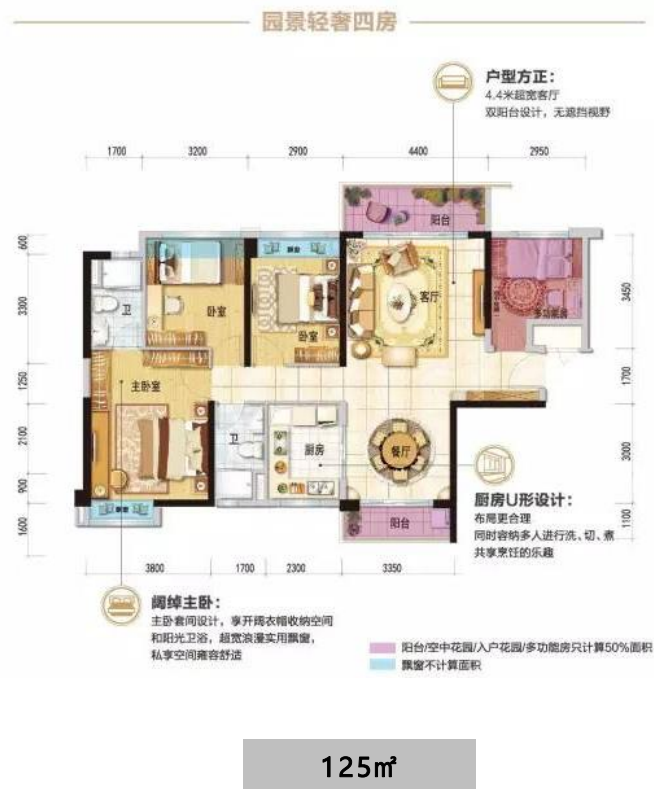 园景轻奢四房
户型方正：
4.4米超宽客厅
双阳台设计，无遮挡视野
1700 3200 2900 4400 2950
600
3300
1250
2100
900
1600
3450
1700
3000
1100
阳台
飘窗
卫
卧室
卧室
客厅
多功能房
主卧室
卫
厨房
餐厅
飘窗
阳台
3800 1700 2300 3350
厨房U形设计：
布局更合理
同时容纳多人进行洗、切、煮
共享烹饪的乐趣
阔绰主卧：
主卧套间设计，享开阔衣帽收纳空间
和阳光卫浴，超宽浪漫实用飘窗，
私享空间雍容舒适
阳台/空中花园/入户花园/多功能房只计算50%面积
飘窗不计算面积
125㎡